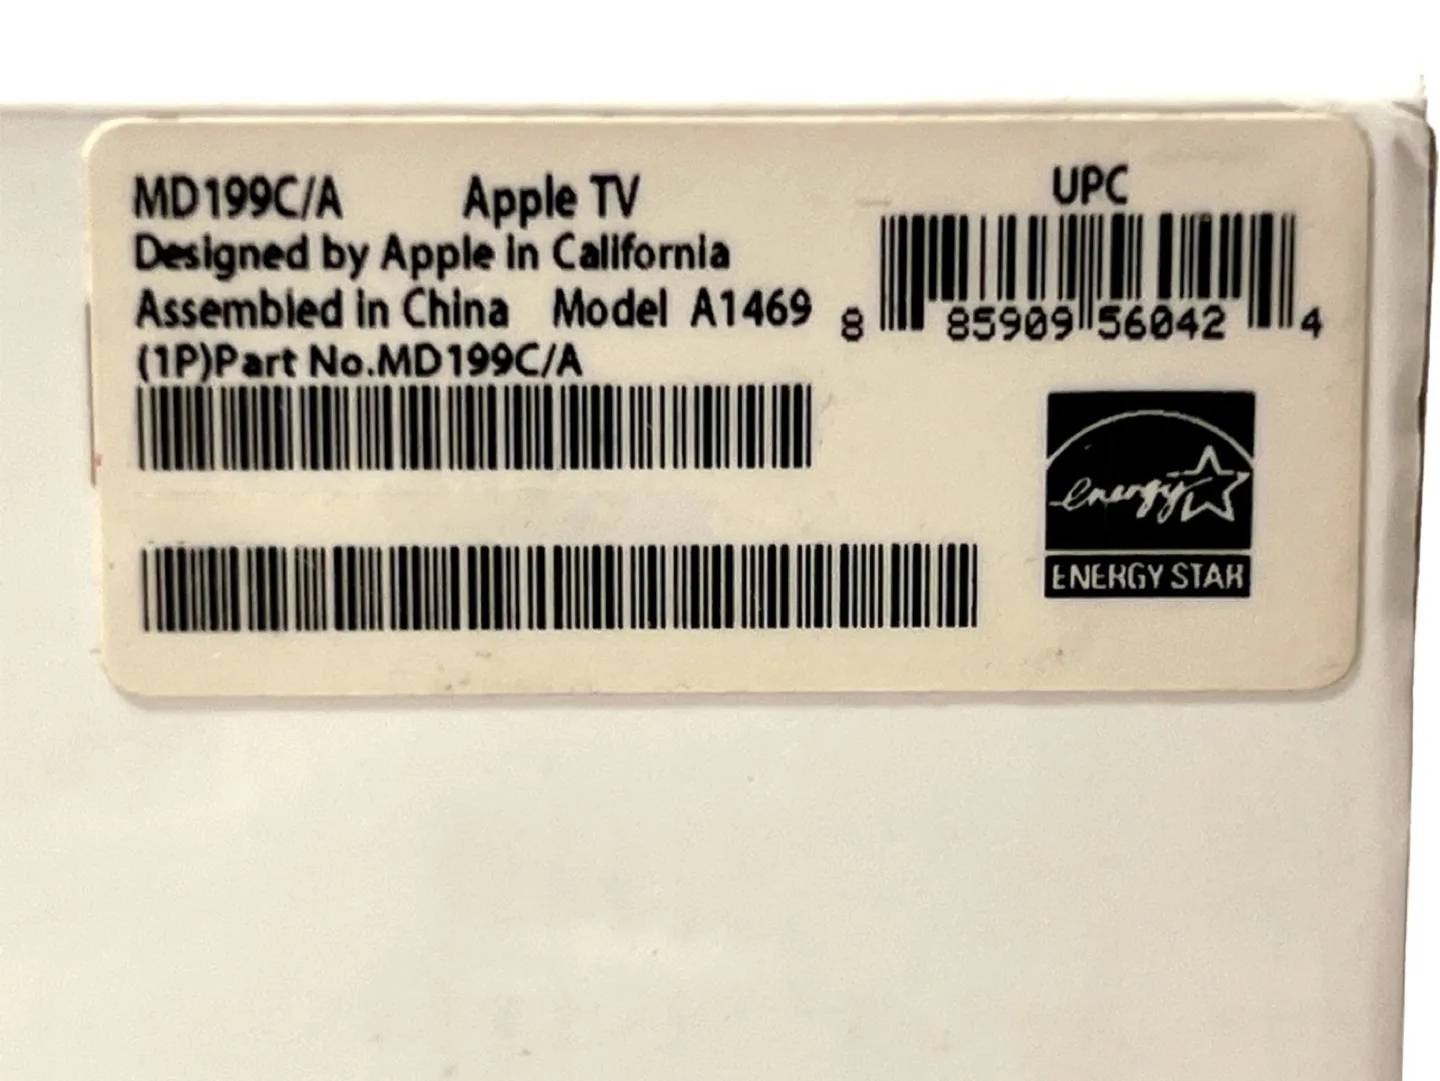 MD199C/A Apple TV
Designed by Apple in California
Assembled in China Model A1469
(1P)Part No.MD199C/A
UPC
8 85909 56042 4
energy
ENERGY STAR